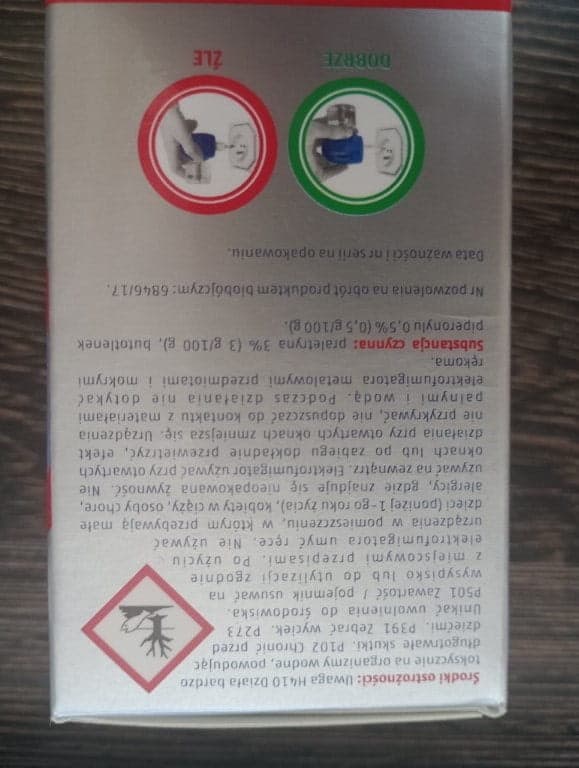 Środki ostrożności: Uwaga H410 Działa bardzo
toksycznie na organizmy wodne, powodując
długotrwałe skutki. P102 Chronić przed
dziećmi. P391 Zebrać wyciek. P273
Unikać uwolnienia do środowiska.
P501 Zawartość / pojemnik usuwać na
wysypisko lub do utylizacji zgodnie
z miejscowymi przepisami. Po użyciu
elektrofumigatora umyć ręce. Nie używać
urządzenia w pomieszczeniu, w którym przebywają małe
dzieci (poniżej 1-go roku życia), kobiety w ciąży, osoby chore,
alergicy, gdzie znajduje się nieopakowana żywność. Nie
używać na zewnątrz. Elektrofumigator używać przy otwartych
oknach lub po zabiegu dokładnie przewietrzyć, efekt
działania przy otwartych oknach zmniejsza się. Urządzenia
nie przykrywać, nie dopuszczać do kontaktu z materiałami
palnymi i wodą. Podczas działania nie dotykać
elektrofumigatora metalowymi przedmiotami i mokrymi
rękoma.
Substancja czynna: praletryna 3% (3 g/100 g), butotlenek
piperonylu 0,5% (0,5 g/100 g).
Nr pozwolenia na obrót produktem biobójczym: 6846/17.
Data ważności i nr serii na opakowaniu.
DOBRZE
ŹLE